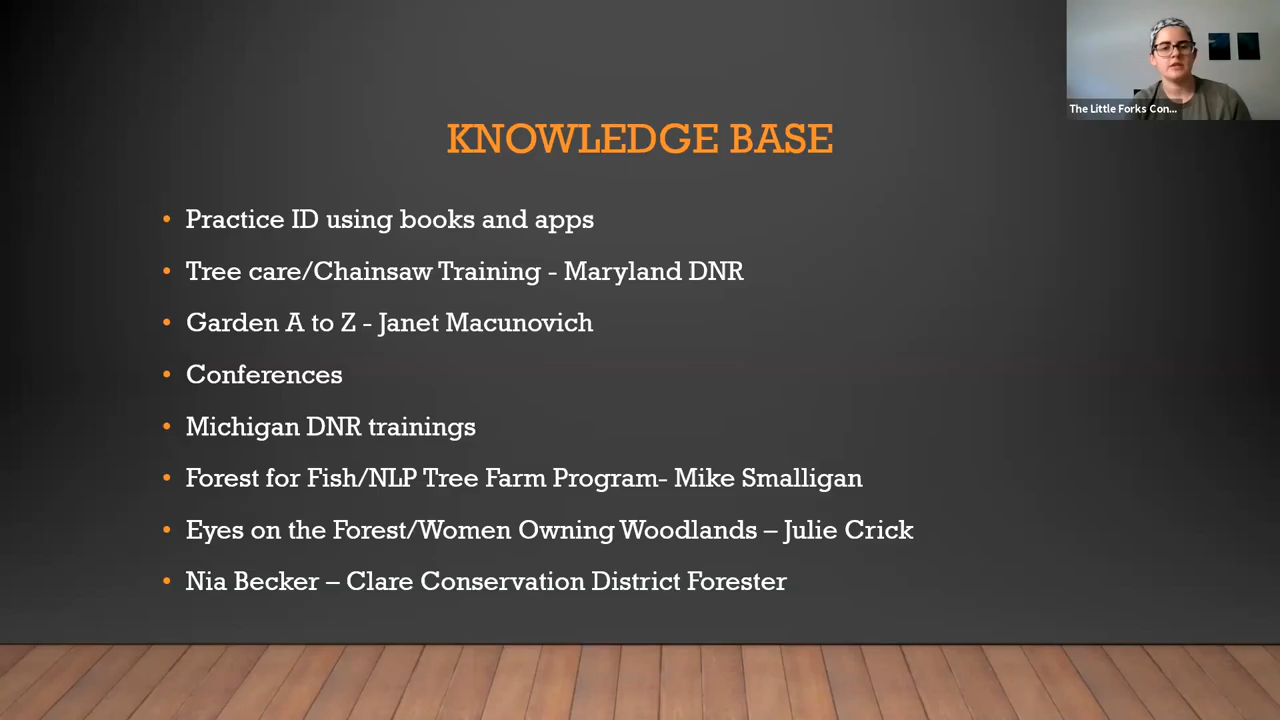 The Little Forks Con...
KNOWLEDGE BASE
• Practice ID using books and apps
• Tree care/Chainsaw Training - Maryland DNR
• Garden A to Z - Janet Macunovich
• Conferences
• Michigan DNR trainings
• Forest for Fish/NLP Tree Farm Program- Mike Smalligan
• Eyes on the Forest/Women Owning Woodlands – Julie Crick
• Nia Becker – Clare Conservation District Forester